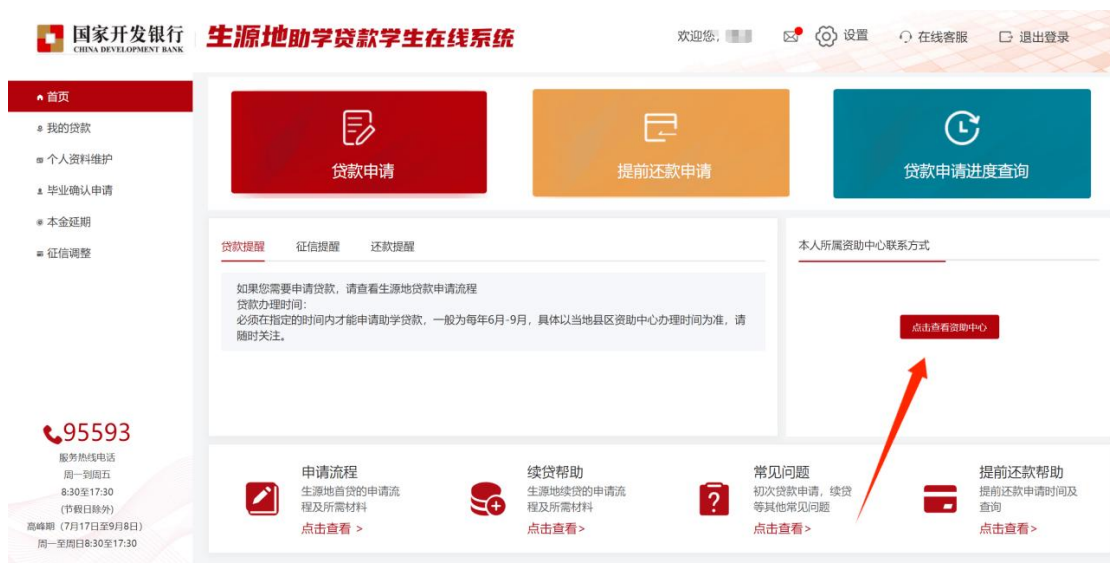 国家开发银行
CHINA DEVELOPMENT BANK
生源地助学贷款学生在线系统
欢迎您,
设置
在线客服
退出登录
首页
我的贷款
个人资料维护
毕业确认申请
本金延期
征信调整
贷款申请
提前还款申请
贷款申请进度查询
贷款提醒
征信提醒
还款提醒
如果您需要申请贷款，请查看生源地贷款申请流程
贷款办理时间:
必须在指定的时间内才能申请助学贷款，一般为每年6月-9月，具体以当地县区资助中心办理时间为准，请
随时关注。
本人所属资助中心联系方式
点击查看资助中心
95593
服务热线电话
周一到周五
8:30至17:30
(节假日除外)
高峰期（7月17日至9月8日）
周一至周日8:30至17:30
申请流程
生源地首贷的申请流
程及所需材料
点击查看 >
续贷帮助
生源地续贷的申请流
程及所需材料
点击查看>
常见问题
初次贷款申请，续贷
等其他常见问题
点击查看>
提前还款帮助
提前还款申请时间及
查询
点击查看>